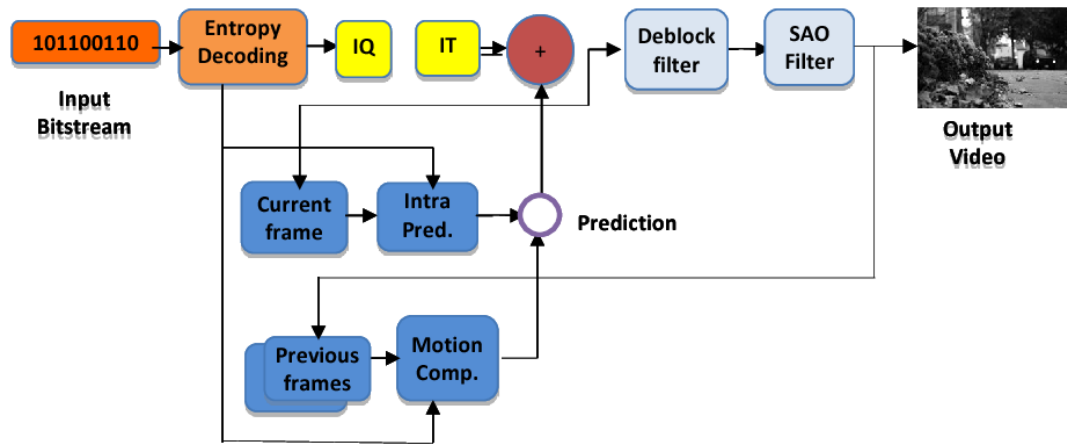 101100110
Entropy
Decoding
IQ
IT
+
Deblock
filter
SAO
Filter
Input
Bitstream
Output
Video
Current
frame
Intra
Pred.
Prediction
Previous
frames
Motion
Comp.